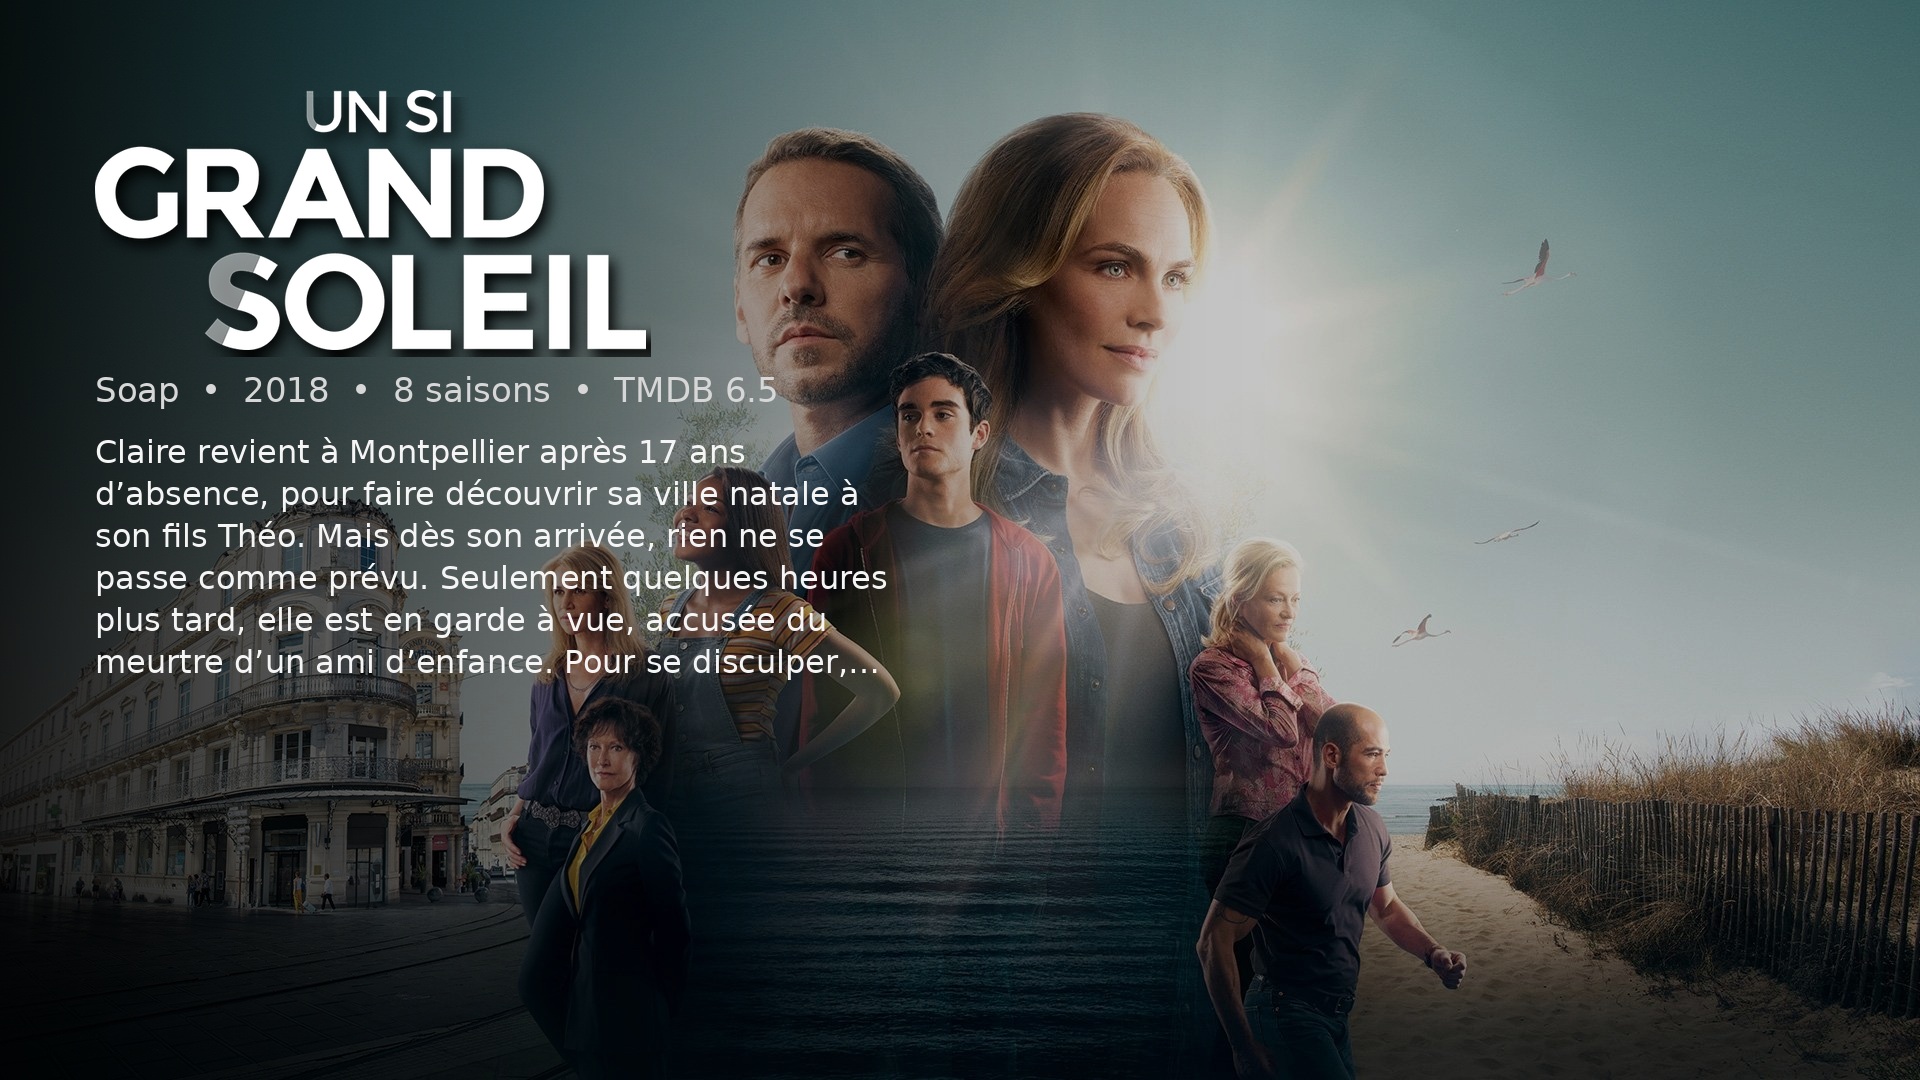 UN SI
GRAND
SOLEIL
Soap • 2018 • 8 saisons • TMDB 6.5
Claire revient à Montpellier après 17 ans
d’absence, pour faire découvrir sa ville natale à
son fils Théo. Mais dès son arrivée, rien ne se
passe comme prévu. Seulement quelques heures
plus tard, elle est en garde à vue, accusée du
meurtre d’un ami d’enfance. Pour se disculper,…